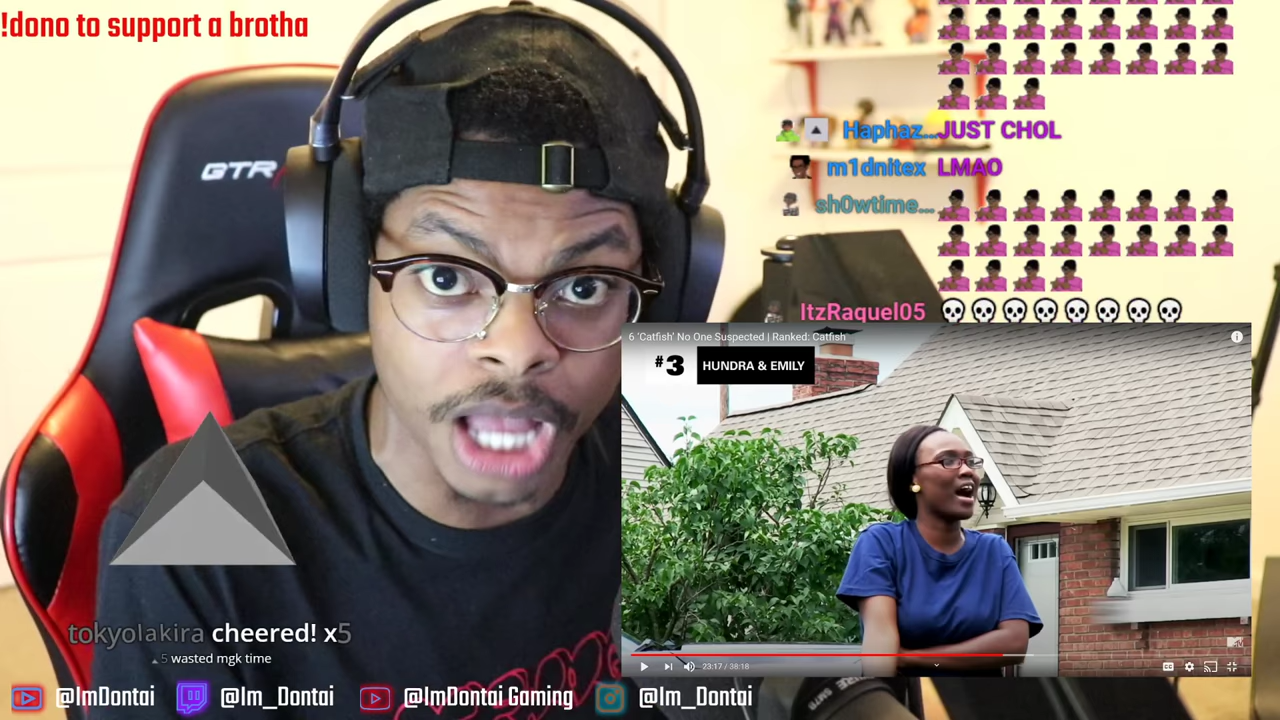 !dono to support a brotha
GTR
Haphaz... JUST CHOL
m1dnitex LMAO
sh0wtime...
ItzRaquel05
6 'Catfish' No One Suspected | Ranked: Catfish
#3 HUNDRA & EMILY
23:17 / 38:18
CC
tokyolakira cheered! x5
5 wasted mgk time
@ImDontai @Im_Dontai @ImDontai Gaming @Im_Dontai